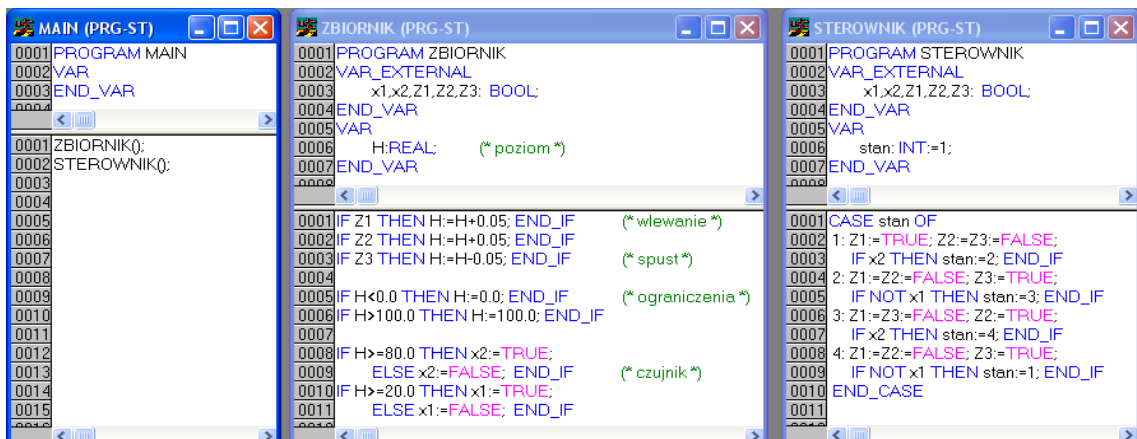 MAIN (PRG-ST)
0001 PROGRAM MAIN
0002 VAR
0003 END_VAR
0004
0001 ZBIORNIK();
0002 STEROWNIK();
0003
0004
0005
0006
0007
0008
0009
0010
0011
0012
0013
0014
0015
0016
ZBIORNIK (PRG-ST)
0001 PROGRAM ZBIORNIK
0002 VAR_EXTERNAL
0003 x1,x2,Z1,Z2,Z3: BOOL;
0004 END_VAR
0005 VAR
0006 H:REAL; (* poziom *)
0007 END_VAR
0008
0001 IF Z1 THEN H:=H+0.05; END_IF (* wlewanie *)
0002 IF Z2 THEN H:=H+0.05; END_IF
0003 IF Z3 THEN H:=H-0.05; END_IF (* spust *)
0004
0005 IF H<0.0 THEN H:=0.0; END_IF (* ograniczenia *)
0006 IF H>100.0 THEN H:=100.0; END_IF
0007
0008 IF H>=80.0 THEN x2:=TRUE;
0009 ELSE x2:=FALSE; END_IF (* czujnik *)
0010 IF H>=20.0 THEN x1:=TRUE;
0011 ELSE x1:=FALSE; END_IF
STEROWNIK (PRG-ST)
0001 PROGRAM STEROWNIK
0002 VAR_EXTERNAL
0003 x1,x2,Z1,Z2,Z3: BOOL;
0004 END_VAR
0005 VAR
0006 stan: INT:=1;
0007 END_VAR
0008
0001 CASE stan OF
0002 1: Z1:=TRUE; Z2:=Z3:=FALSE;
0003 IF x2 THEN stan:=2; END_IF
0004 2: Z1:=Z2:=FALSE; Z3:=TRUE;
0005 IF NOT x1 THEN stan:=3; END_IF
0006 3: Z1:=Z3:=FALSE; Z2:=TRUE;
0007 IF x2 THEN stan:=4; END_IF
0008 4: Z1:=Z2:=FALSE; Z3:=TRUE;
0009 IF NOT x1 THEN stan:=1; END_IF
0010 END_CASE
0011